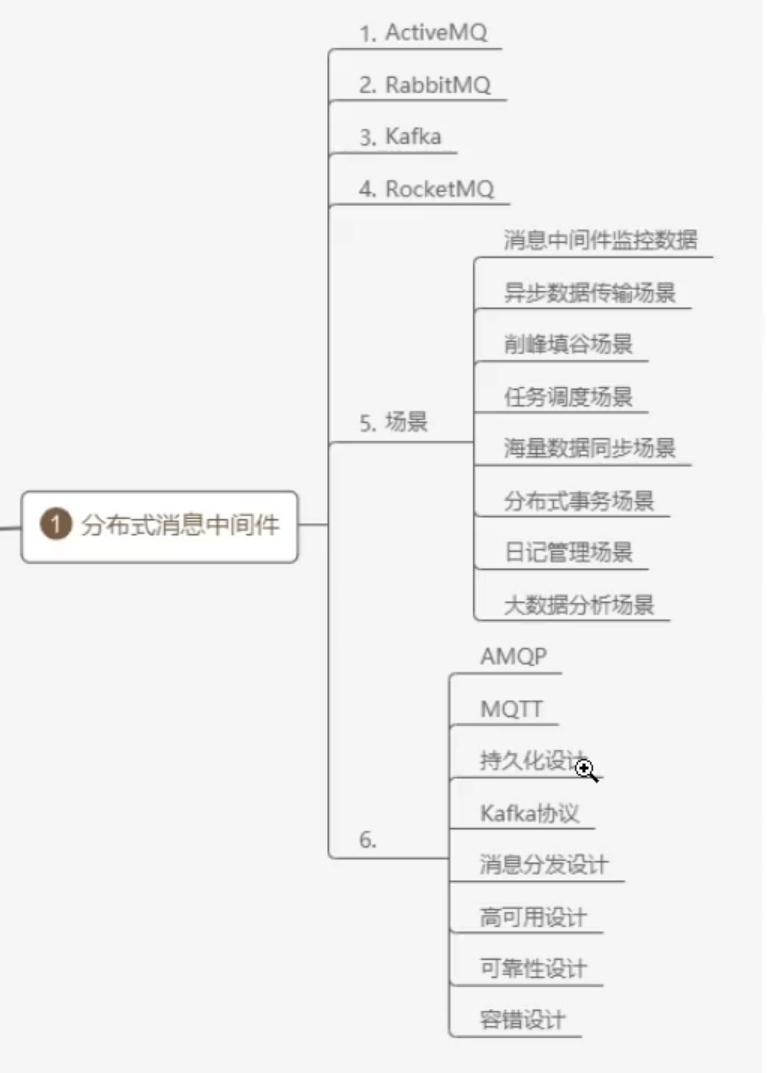 1. ActiveMQ
2. RabbitMQ
3. Kafka
4. RocketMQ
消息中间件监控数据
异步数据传输场景
削峰填谷场景
任务调度场景
5. 场景
海量数据同步场景
1 分布式消息中间件
分布式事务场景
日记管理场景
大数据分析场景
AMQP
MQTT
持久化设计
Kafka协议
6.
消息分发设计
高可用设计
可靠性设计
容错设计